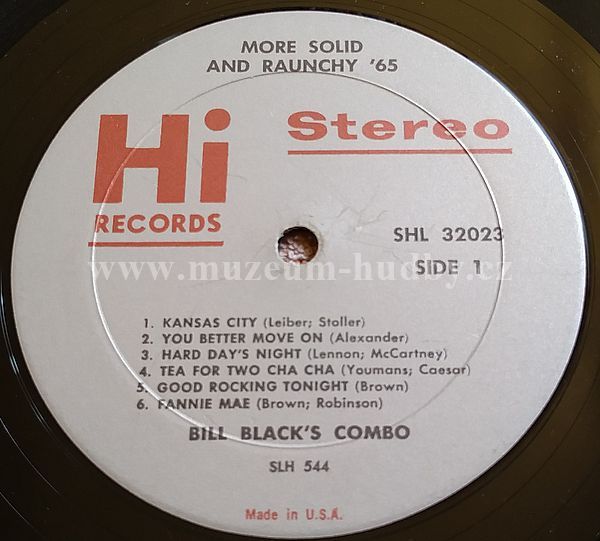 MORE SOLID
AND RAUNCHY '65
Hi
RECORDS
Stereo
SHL 32023
SIDE 1
www.muzeum-hudby.cz
1. KANSAS CITY (Leiber; Stoller)
2. YOU BETTER MOVE ON (Alexander)
3. HARD DAY'S NIGHT (Lennon; McCartney)
4. TEA FOR TWO CHA CHA (Youmans; Caesar)
5. GOOD ROCKING TONIGHT (Brown)
6. FANNIE MAE (Brown; Robinson)
BILL BLACK'S COMBO
SLH 544
Made in U.S.A.